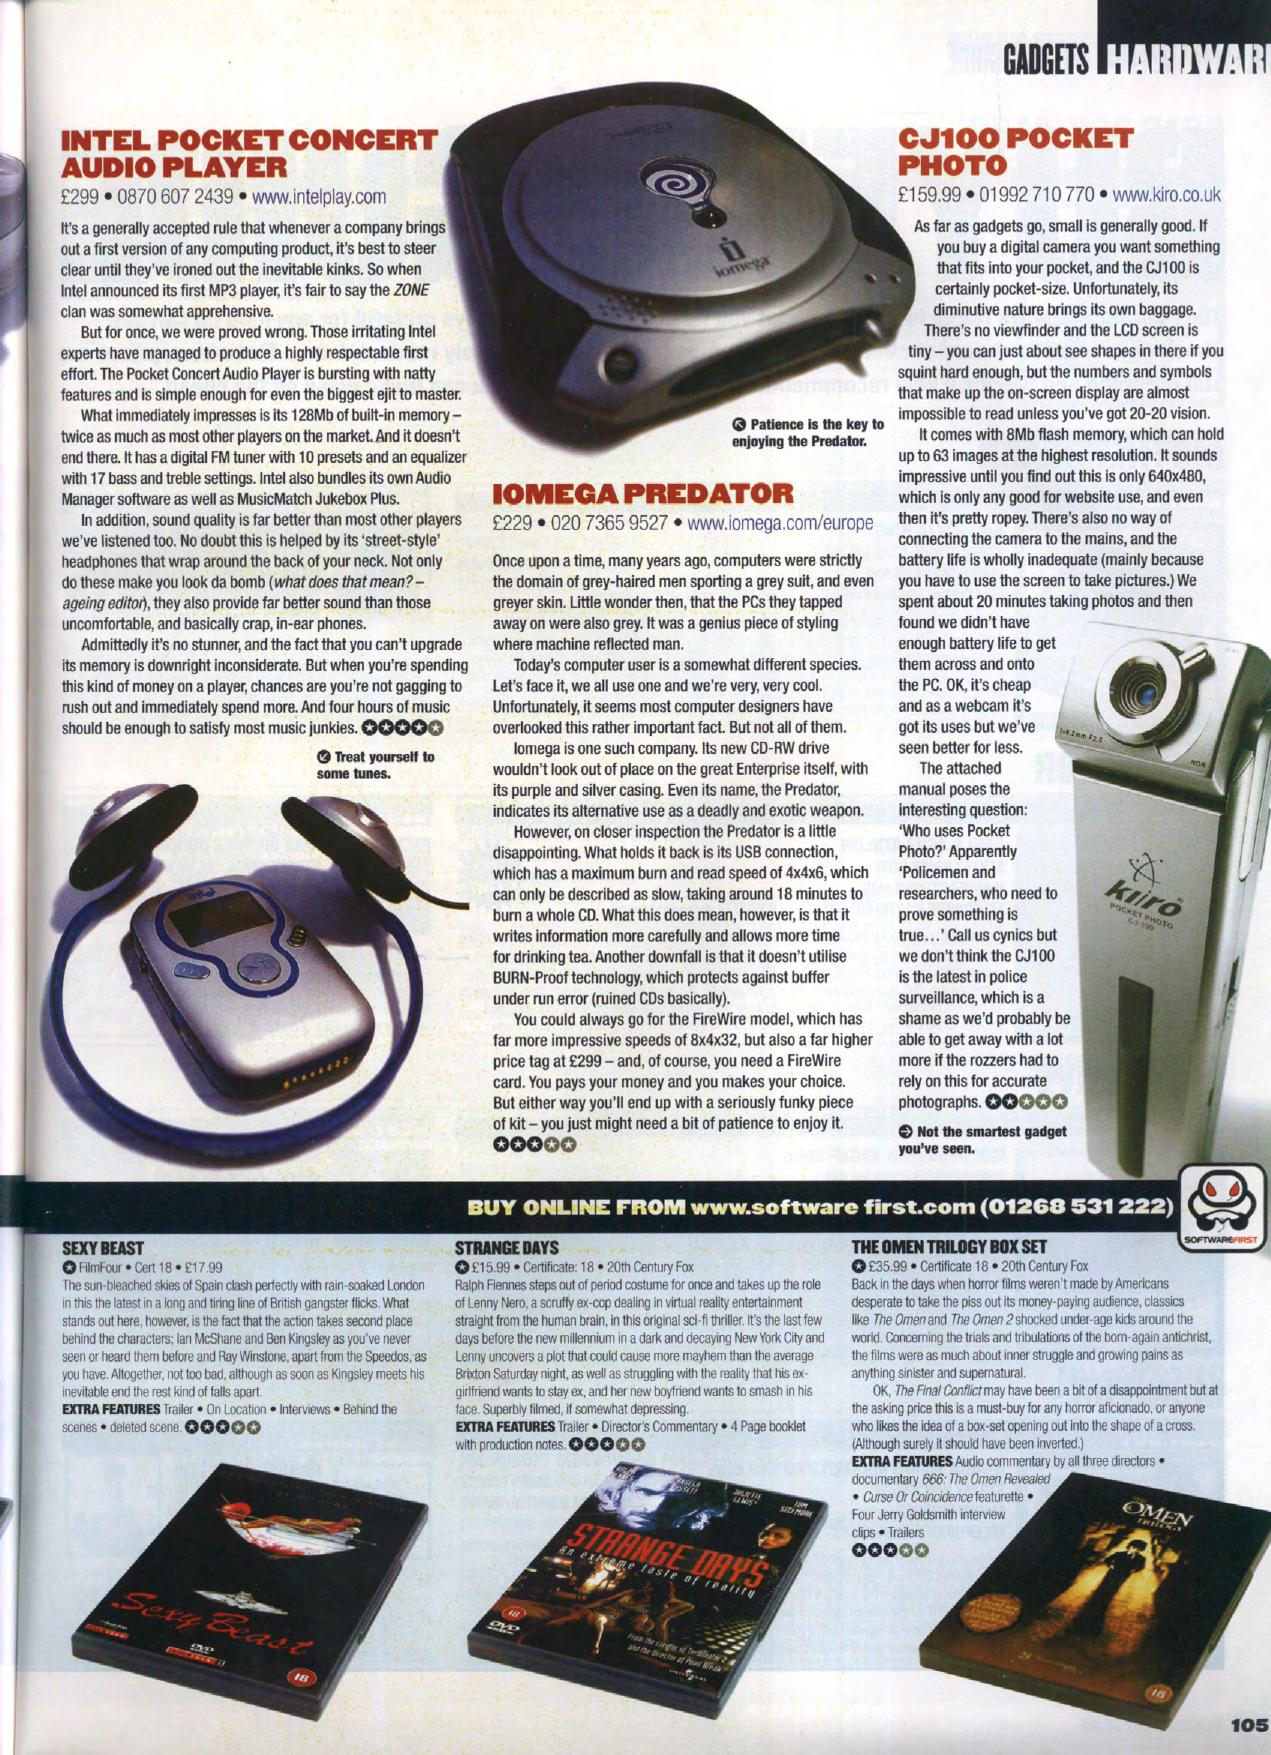 GADGETS HARDWARE
INTEL POCKET CONCERT
AUDIO PLAYER
£299 • 0870 607 2439 • www.intelplay.com
It's a generally accepted rule that whenever a company brings
out a first version of any computing product, it's best to steer
clear until they've ironed out the inevitable kinks. So when
Intel announced its first MP3 player, it's fair to say the ZONE
clan was somewhat apprehensive.
But for once, we were proved wrong. Those irritating Intel
experts have managed to produce a highly respectable first
effort. The Pocket Concert Audio Player is bursting with natty
features and is simple enough for even the biggest ejit to master.
What immediately impresses is its 128Mb of built-in memory –
twice as much as most other players on the market. And it doesn't
end there. It has a digital FM tuner with 10 presets and an equalizer
with 17 bass and treble settings. Intel also bundles its own Audio
Manager software as well as MusicMatch Jukebox Plus.
In addition, sound quality is far better than most other players
we've listened too. No doubt this is helped by its 'street-style'
headphones that wrap around the back of your neck. Not only
do these make you look da bomb (what does that mean? –
ageing editor), they also provide far better sound than those
uncomfortable, and basically crap, in-ear phones.
Admittedly it's no stunner, and the fact that you can't upgrade
its memory is downright inconsiderate. But when you're spending
this kind of money on a player, chances are you're not gagging to
rush out and immediately spend more. And four hours of music
should be enough to satisfy most music junkies.
Treat yourself to
some tunes.
intel
iomega
Patience is the key to
enjoying the Predator.
IOMEGA PREDATOR
£229 • 020 7365 9527 • www.iomega.com/europe
Once upon a time, many years ago, computers were strictly
the domain of grey-haired men sporting a grey suit, and even
greyer skin. Little wonder then, that the PCs they tapped
away on were also grey. It was a genius piece of styling
where machine reflected man.
Today's computer user is a somewhat different species.
Let's face it, we all use one and we're very, very cool.
Unfortunately, it seems most computer designers have
overlooked this rather important fact. But not all of them.
Iomega is one such company. Its new CD-RW drive
wouldn't look out of place on the great Enterprise itself, with
its purple and silver casing. Even its name, the Predator,
indicates its alternative use as a deadly and exotic weapon.
However, on closer inspection the Predator is a little
disappointing. What holds it back is its USB connection,
which has a maximum burn and read speed of 4x4x6, which
can only be described as slow, taking around 18 minutes to
burn a whole CD. What this does mean, however, is that it
writes information more carefully and allows more time
for drinking tea. Another downfall is that it doesn't utilise
BURN-Proof technology, which protects against buffer
under run error (ruined CDs basically).
You could always go for the FireWire model, which has
far more impressive speeds of 8x4x32, but also a far higher
price tag at £299 – and, of course, you need a FireWire
card. You pays your money and you makes your choice.
But either way you'll end up with a seriously funky piece
of kit – you just might need a bit of patience to enjoy it.
CJ100 POCKET
PHOTO
£159.99 • 01992 710 770 • www.kiro.co.uk
As far as gadgets go, small is generally good. If
you buy a digital camera you want something
that fits into your pocket, and the CJ100 is
certainly pocket-size. Unfortunately, its
diminutive nature brings its own baggage.
There's no viewfinder and the LCD screen is
tiny – you can just about see shapes in there if you
squint hard enough, but the numbers and symbols
that make up the on-screen display are almost
impossible to read unless you've got 20-20 vision.
It comes with 8Mb flash memory, which can hold
up to 63 images at the highest resolution. It sounds
impressive until you find out this is only 640x480,
which is only any good for website use, and even
then it's pretty ropey. There's also no way of
connecting the camera to the mains, and the
battery life is wholly inadequate (mainly because
you have to use the screen to take pictures.) We
spent about 20 minutes taking photos and then
found we didn't have
enough battery life to get
them across and onto
the PC. OK, it's cheap
and as a webcam it's
got its uses but we've
seen better for less.
The attached
manual poses the
interesting question:
'Who uses Pocket
Photo?' Apparently
'Policemen and
researchers, who need to
prove something is
true...' Call us cynics but
we don't think the CJ100
is the latest in police
surveillance, which is a
shame as we'd probably be
able to get away with a lot
more if the rozzers had to
rely on this for accurate
photographs.
Not the smartest gadget
you've seen.
f=6.2mm F2.5
NOR
kiiro
POCKET PHOTO
CJ-100
BUY ONLINE FROM www.software first.com (01268 531 222)
SOFTWAREFIRST
SEXY BEAST
FilmFour • Cert 18 • £17.99
The sun-bleached skies of Spain clash perfectly with rain-soaked London
in this the latest in a long and tiring line of British gangster flicks. What
stands out here, however, is the fact that the action takes second place
behind the characters; Ian McShane and Ben Kingsley as you've never
seen or heard them before and Ray Winstone, apart from the Speedos, as
you have. Altogether, not too bad, although as soon as Kingsley meets his
inevitable end the rest kind of falls apart.
EXTRA FEATURES Trailer • On Location • Interviews • Behind the
scenes • deleted scene.
Sexy Beast
DVD
18
STRANGE DAYS
£15.99 • Certificate: 18 • 20th Century Fox
Ralph Fiennes steps out of period costume for once and takes up the role
of Lenny Nero, a scruffy ex-cop dealing in virtual reality entertainment
straight from the human brain, in this original sci-fi thriller. It's the last few
days before the new millennium in a dark and decaying New York City and
Lenny uncovers a plot that could cause more mayhem than the average
Brixton Saturday night, as well as struggling with the reality that his ex-
girlfriend wants to stay ex, and her new boyfriend wants to smash in his
face. Superbly filmed, if somewhat depressing.
EXTRA FEATURES Trailer • Director's Commentary • 4 Page booklet
with production notes.
ANGELA BASSETT
JULIETTE LEWIS
TOM SIZEMORE
STRANGE DAYS
An extreme taste of reality
From the Creator of Terminator 2
and the Director of Point Break
18
DVD
UNIVERSAL
THE OMEN TRILOGY BOX SET
£35.99 • Certificate 18 • 20th Century Fox
Back in the days when horror films weren't made by Americans
desperate to take the piss out its money-paying audience, classics
like The Omen and The Omen 2 shocked under-age kids around the
world. Concerning the trials and tribulations of the born-again antichrist,
the films were as much about inner struggle and growing pains as
anything sinister and supernatural.
OK, The Final Conflict may have been a bit of a disappointment but at
the asking price this is a must-buy for any horror aficionado, or anyone
who likes the idea of a box-set opening out into the shape of a cross.
(Although surely it should have been inverted.)
EXTRA FEATURES Audio commentary by all three directors •
documentary 666: The Omen Revealed
• Curse Or Coincidence featurette •
Four Jerry Goldsmith interview
clips • Trailers
THE
OMEN
TRILOGY
18
105